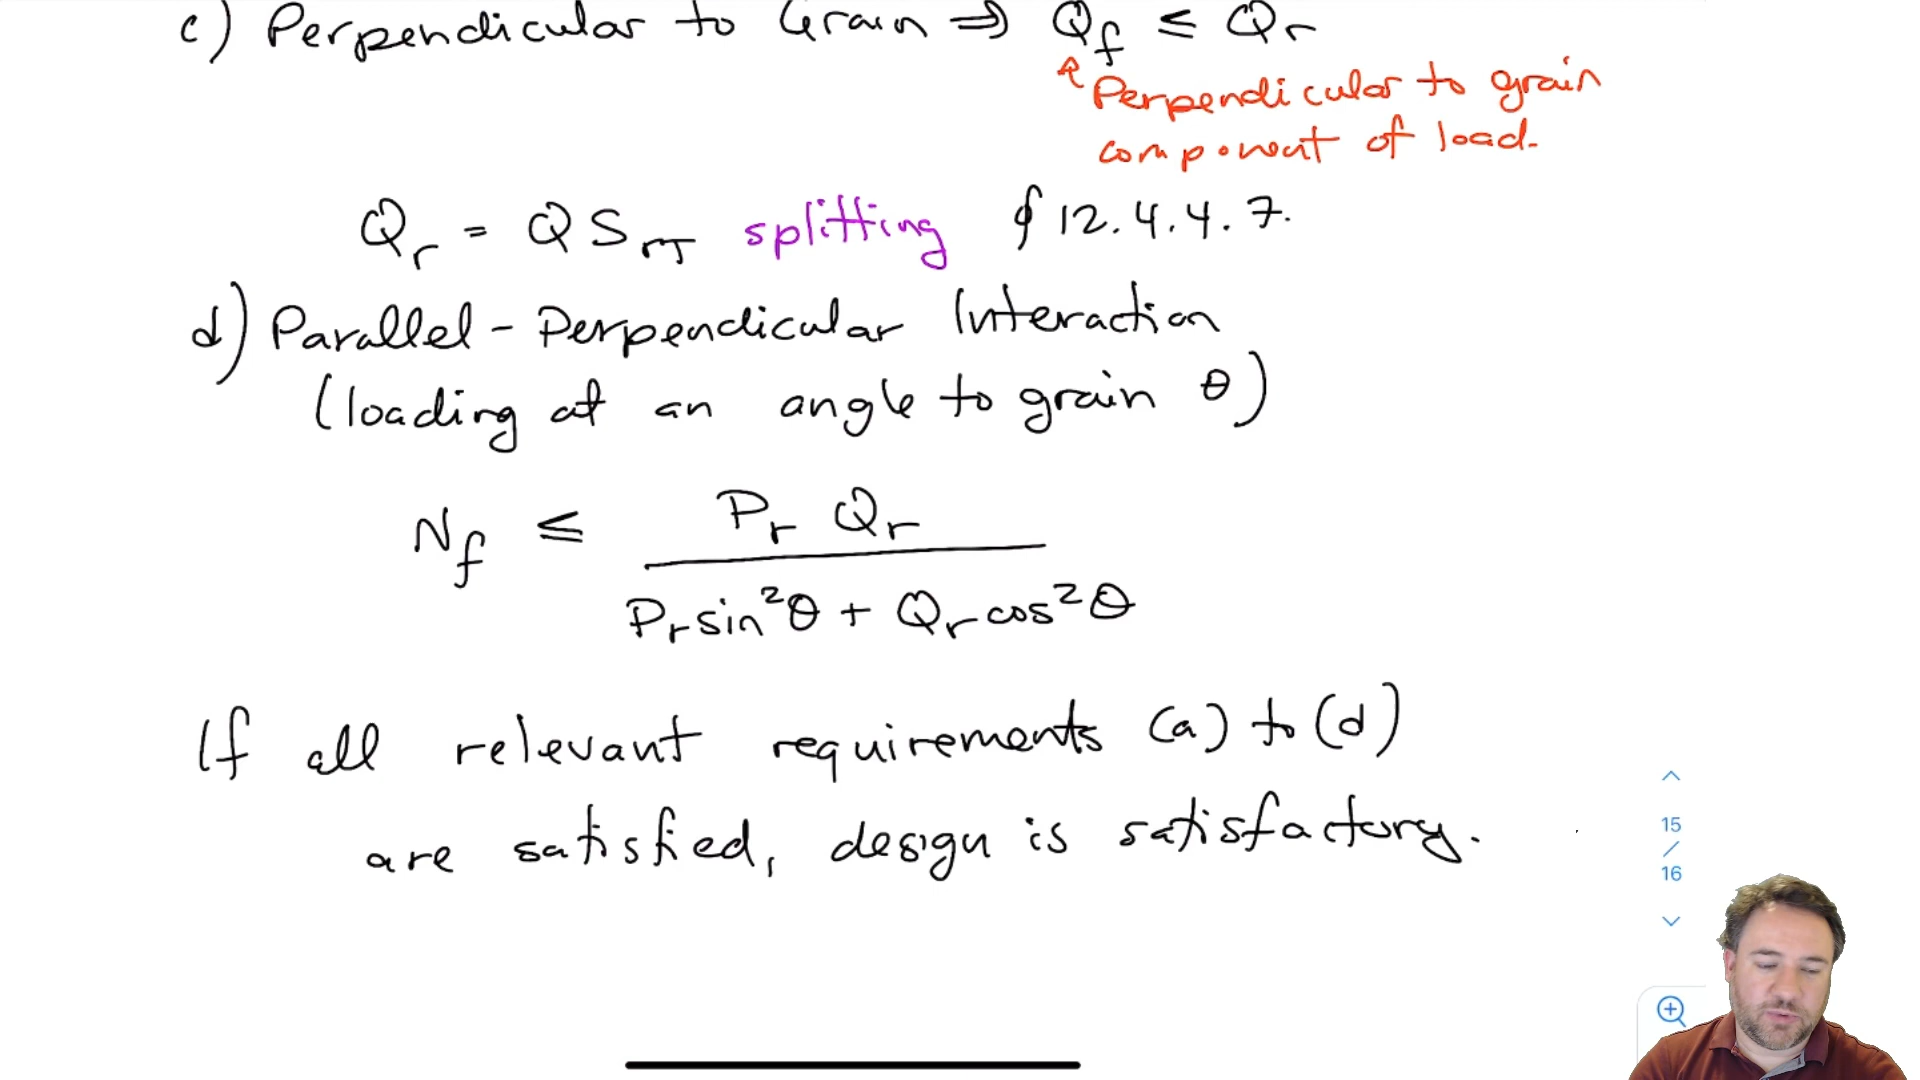 c) Perpendicular to Grain ⇒ Qf ≤ Qr
↑ Perpendicular to grain
component of load.
Qr = QSrT splitting § 12.4.4.7.
d) Parallel - Perpendicular Interaction
(loading at an angle to grain θ)
Nf ≤ Pr Qr
Pr sin²θ + Qr cos²θ
If all relevant requirements (a) to (d)
are satisfied, design is satisfactory.
15
/
16